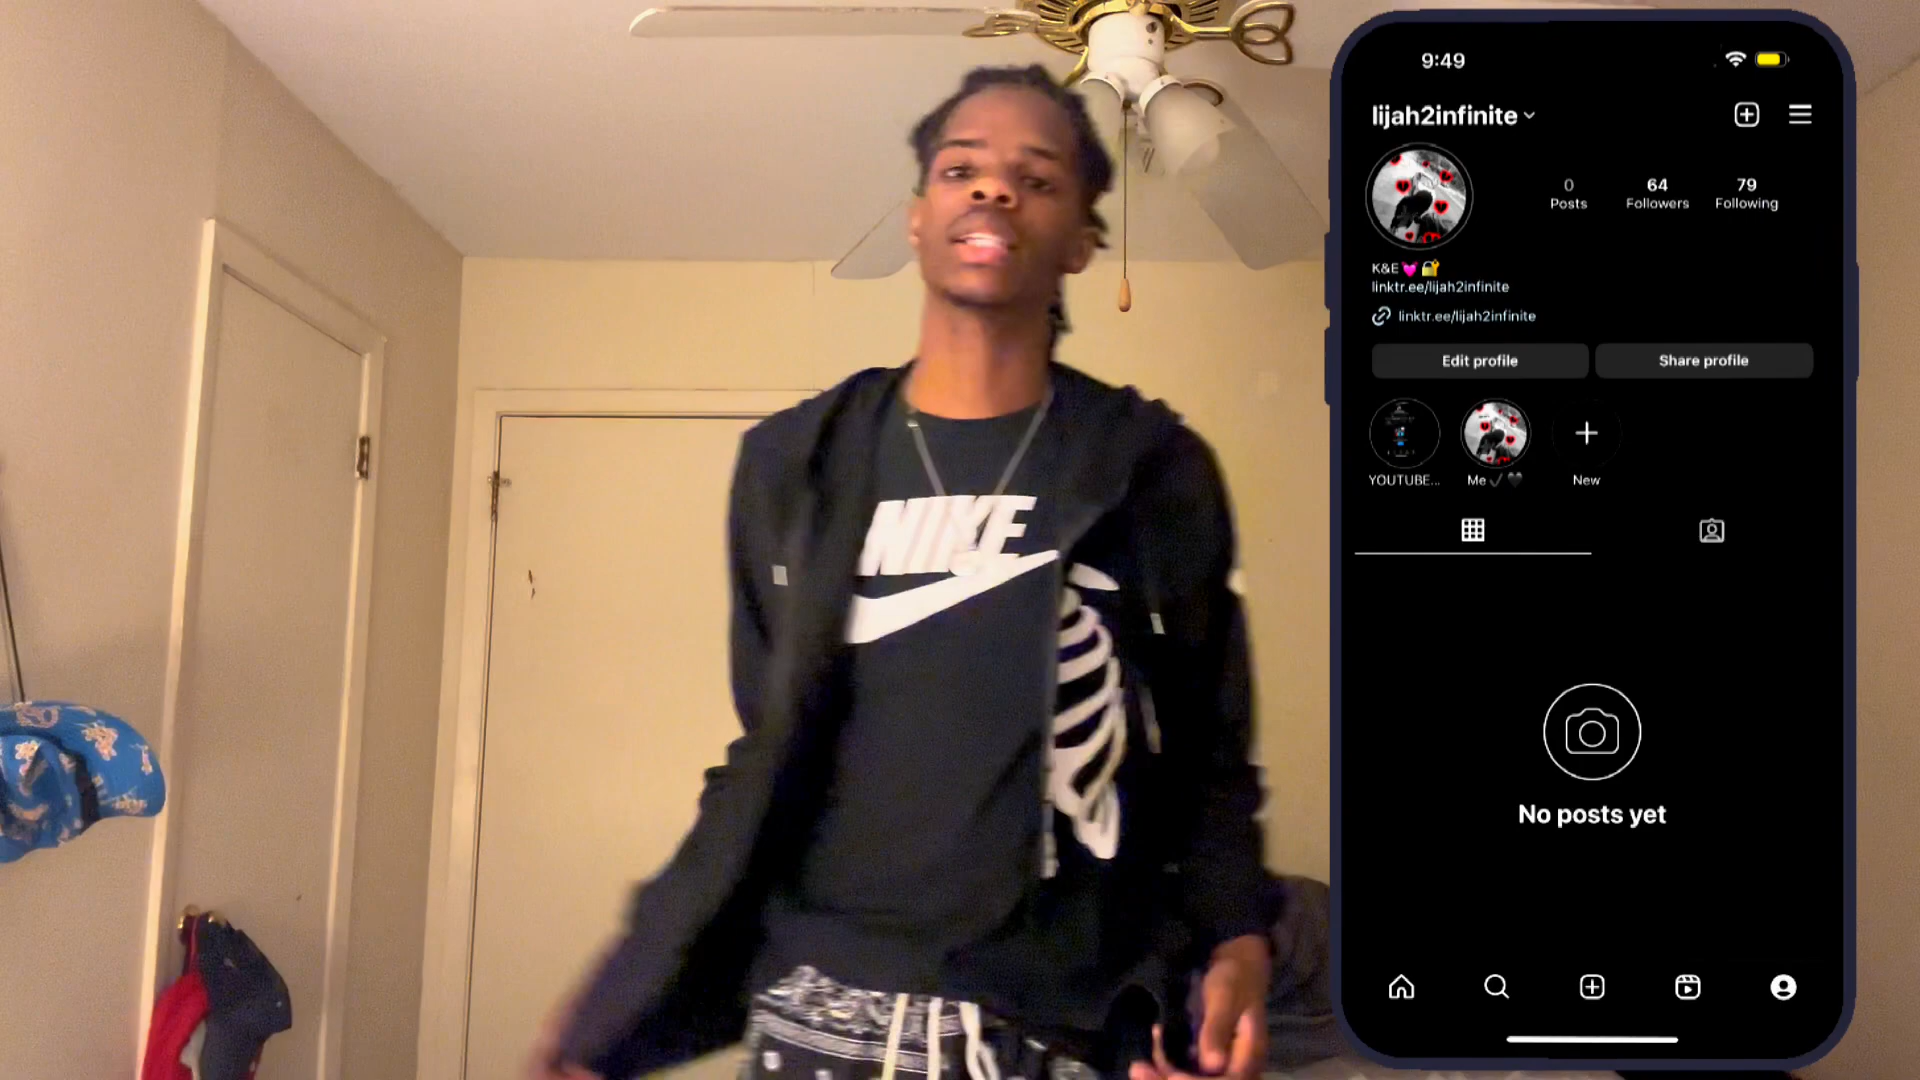 9:49
lijah2infinite
0
64
79
Posts
Followers
Following
K&E 💓 🔐
linktr.ee/lijah2infinite
linktr.ee/lijah2infinite
Edit profile
Share profile
YOUTUBE...
Me ✓ 🖤
New
No posts yet
NIKE